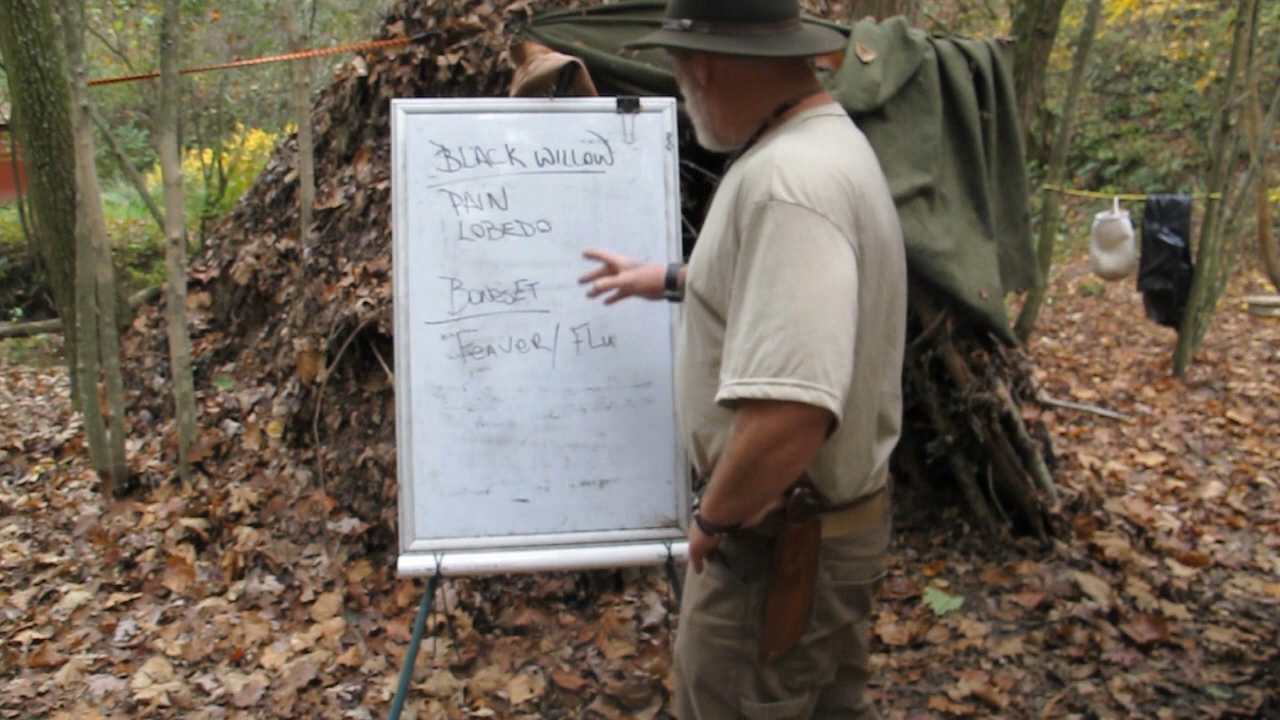 BLACK WILLOW
PAIN
LOBEDO
BONESET
FEAVER/FLu